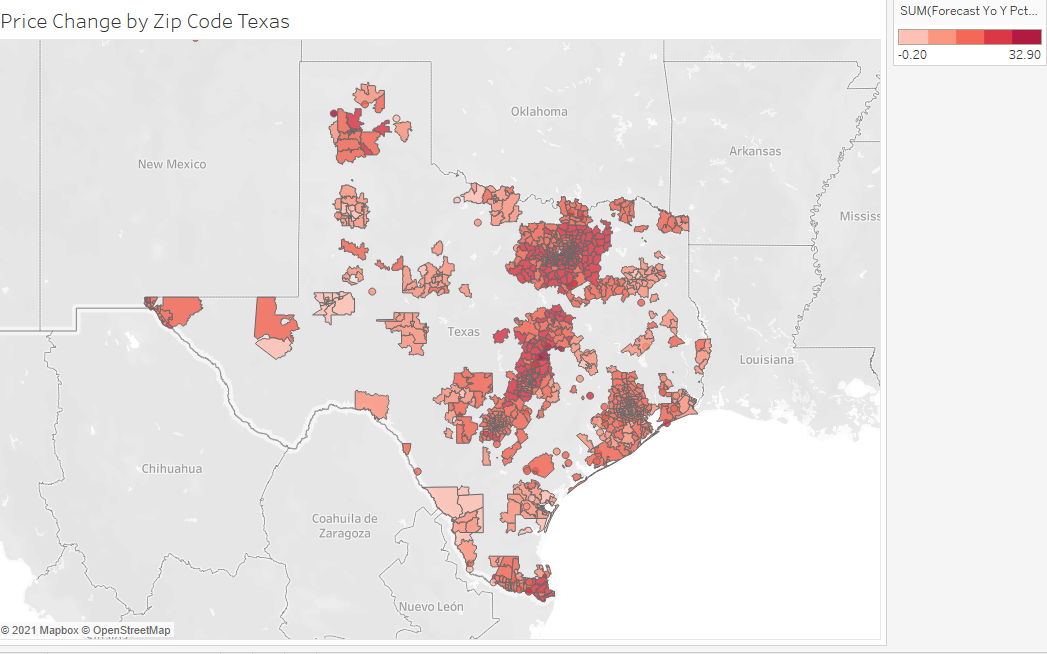 Price Change by Zip Code Texas
SUM(Forecast Yo Y Pct...
-0.20 32.90
Oklahoma
Arkansas
New Mexico
Mississ
Texas
Louisiana
Chihuahua
Coahuila de
Zaragoza
Nuevo León
© 2021 Mapbox © OpenStreetMap